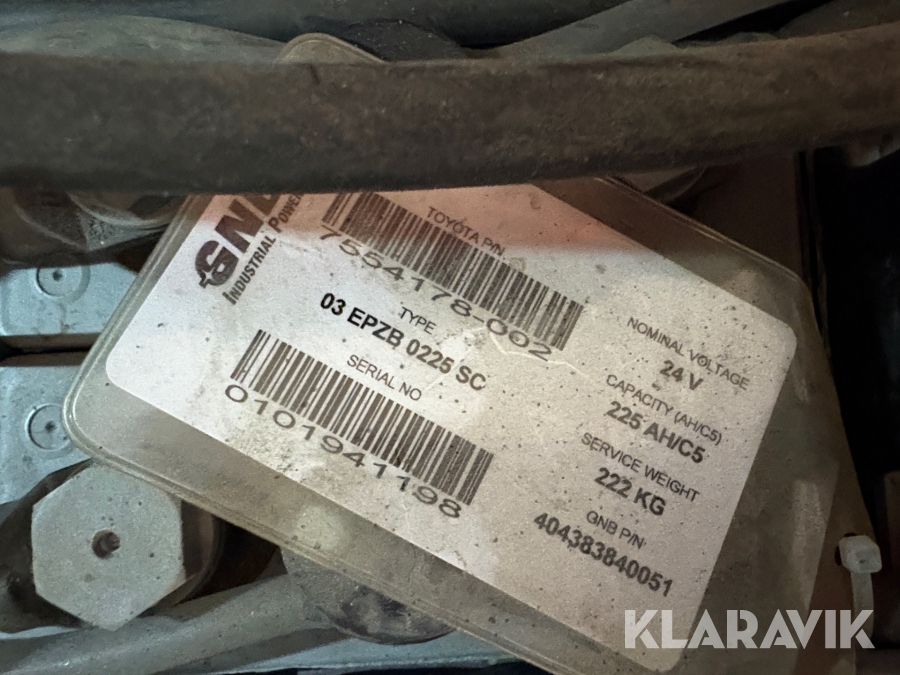 GNB
INDUSTRIAL POWER
TOYOTA P/N
7554178-002
TYPE
03 EPZB 0225 SC
SERIAL NO
0101941198
NOMINAL VOLTAGE
24 V
CAPACITY (AH/C5)
225 AH/C5
SERVICE WEIGHT
222 KG
GNB P/N:
404383840051
KLARAVIK